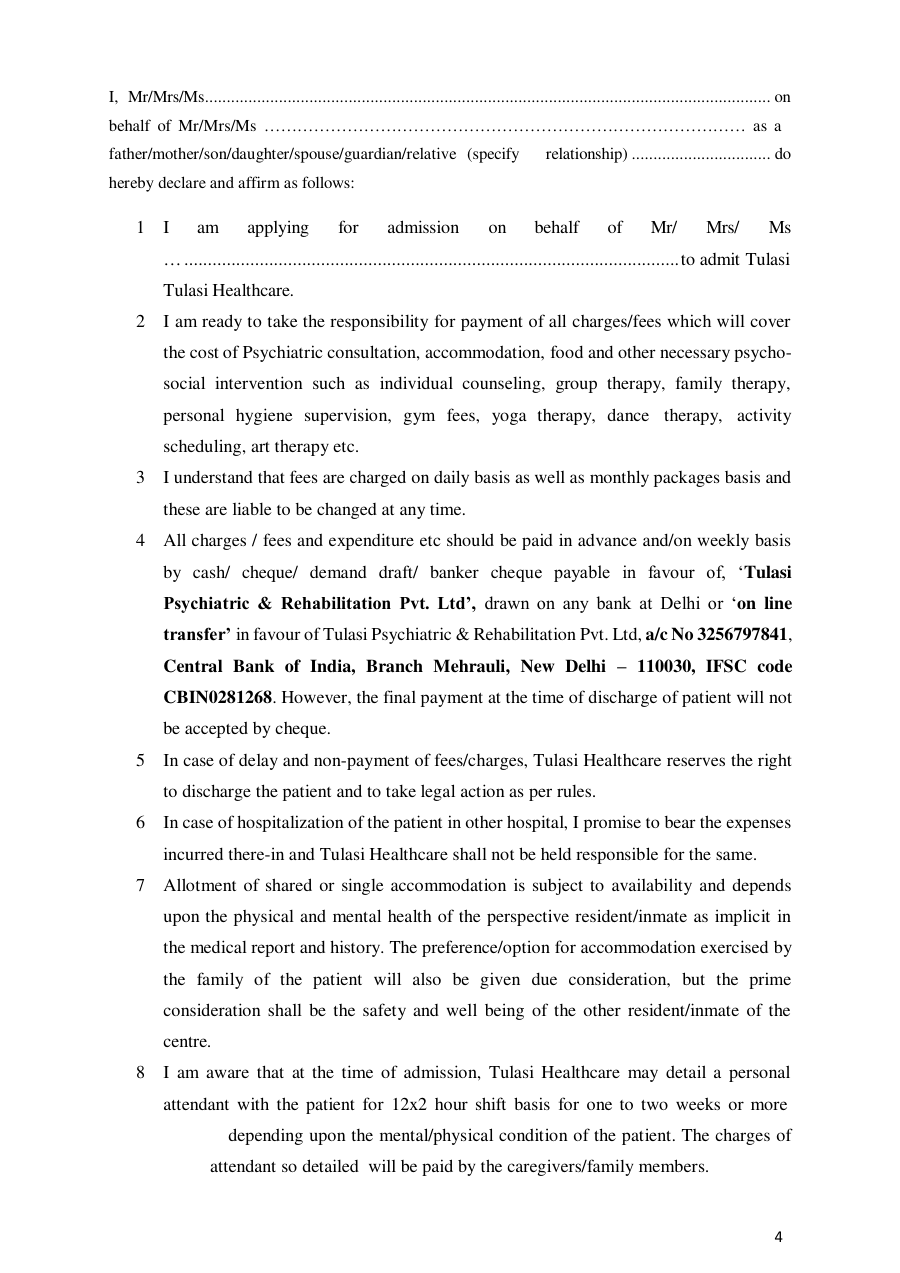 I, Mr/Mrs/Ms.................................................................................................................................. on
behalf of Mr/Mrs/Ms …………………………………………………………………………… as a
father/mother/son/daughter/spouse/guardian/relative (specify relationship) ................................ do
hereby declare and affirm as follows:
1 I am applying for admission on behalf of Mr/ Mrs/ Ms
… ............................................................................................. to admit Tulasi
Tulasi Healthcare.
2 I am ready to take the responsibility for payment of all charges/fees which will cover
the cost of Psychiatric consultation, accommodation, food and other necessary psycho-
social intervention such as individual counseling, group therapy, family therapy,
personal hygiene supervision, gym fees, yoga therapy, dance therapy, activity
scheduling, art therapy etc.
3 I understand that fees are charged on daily basis as well as monthly packages basis and
these are liable to be changed at any time.
4 All charges / fees and expenditure etc should be paid in advance and/on weekly basis
by cash/ cheque/ demand draft/ banker cheque payable in favour of, ‘Tulasi
Psychiatric & Rehabilitation Pvt. Ltd’, drawn on any bank at Delhi or ‘on line
transfer’ in favour of Tulasi Psychiatric & Rehabilitation Pvt. Ltd, a/c No 3256797841,
Central Bank of India, Branch Mehrauli, New Delhi – 110030, IFSC code
CBIN0281268. However, the final payment at the time of discharge of patient will not
be accepted by cheque.
5 In case of delay and non-payment of fees/charges, Tulasi Healthcare reserves the right
to discharge the patient and to take legal action as per rules.
6 In case of hospitalization of the patient in other hospital, I promise to bear the expenses
incurred there-in and Tulasi Healthcare shall not be held responsible for the same.
7 Allotment of shared or single accommodation is subject to availability and depends
upon the physical and mental health of the perspective resident/inmate as implicit in
the medical report and history. The preference/option for accommodation exercised by
the family of the patient will also be given due consideration, but the prime
consideration shall be the safety and well being of the other resident/inmate of the
centre.
8 I am aware that at the time of admission, Tulasi Healthcare may detail a personal
attendant with the patient for 12x2 hour shift basis for one to two weeks or more
depending upon the mental/physical condition of the patient. The charges of
attendant so detailed will be paid by the caregivers/family members.
4